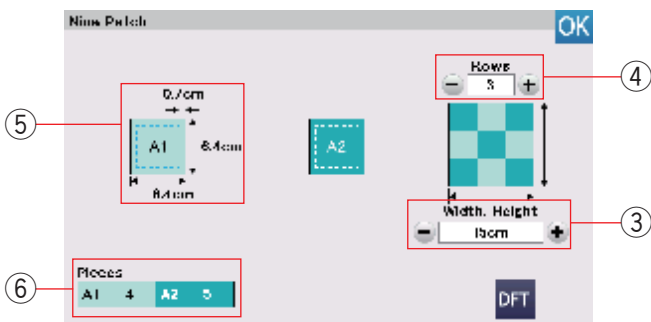 Nine Patch
OK
Rows
3
④
0.7cm
⑤
A1
6.4cm
A2
6.4cm
Width, Height
15cm
③
Pieces
A1 4 A2 5
⑥
DFT